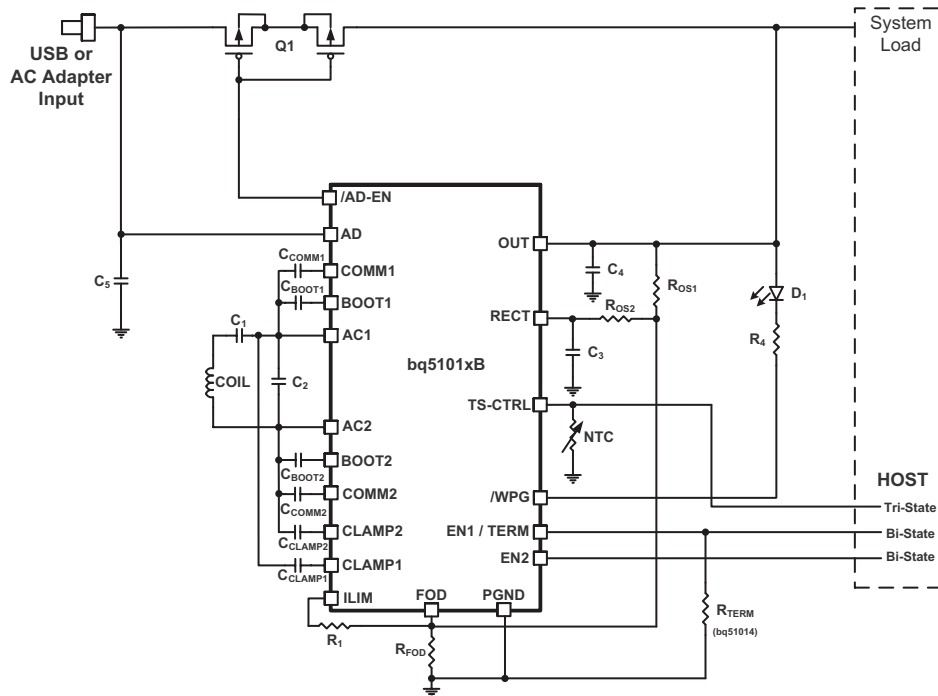 USB or
AC Adapter
Input
Q1
System
Load
/AD-EN
AD
C5
CCOMM1
COMM1
CBOOT1
BOOT1
C1
AC1
COIL
C2
AC2
BOOT2
CBOOT2
COMM2
CCOMM2
CLAMP2
CCLAMP2
CLAMP1
CCLAMP1
ILIM
R1
FOD
PGND
RFOD
bq5101xB
OUT
C4
ROS1
ROS2
RECT
C3
D1
R4
TS-CTRL
NTC
/WPG
HOST
Tri-State
EN1 / TERM
Bi-State
EN2
Bi-State
RTERM
(bq51014)